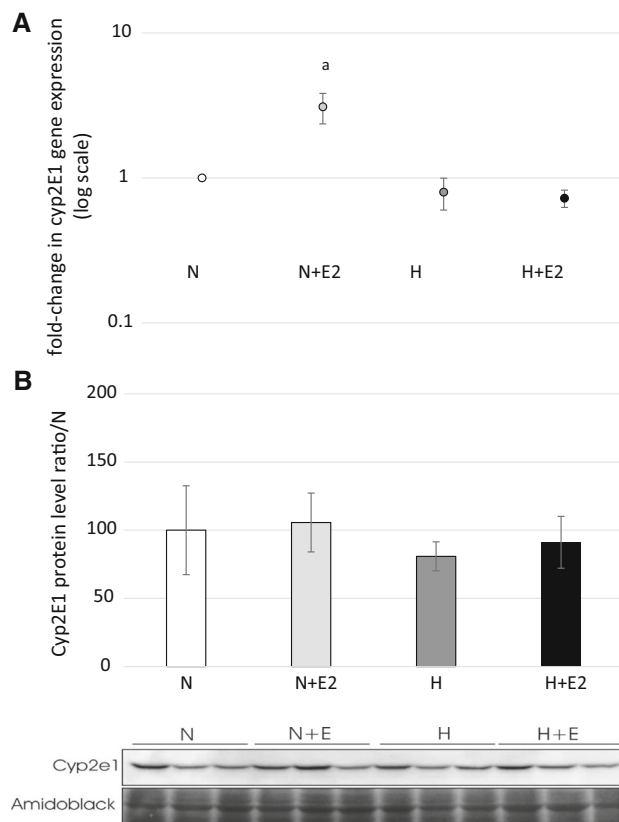 A
fold-change in cyp2E1 gene expression
(log scale)
10
a
1
N N+E2 H H+E2
0.1
B
Cyp2E1 protein level ratio/N
200
150
100
50
0
N N+E2 H H+E2
N N+E H H+E
Cyp2e1
Amidoblack